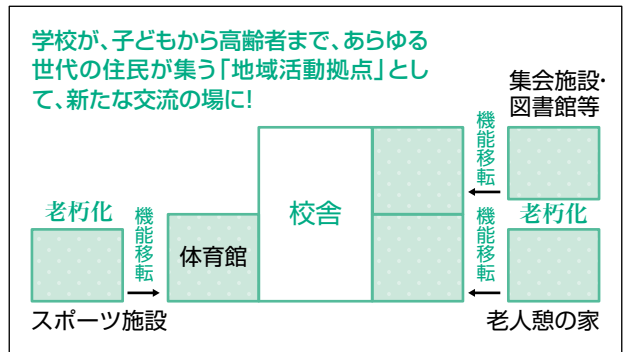 学校が、子どもから高齢者まで、あらゆる
世代の住民が集う「地域活動拠点」とし
て、新たな交流の場に!
集会施設・
図書館等
機能移転
校舎
老朽化
機能移転
体育館
機能移転
老朽化
スポーツ施設
老人憩の家